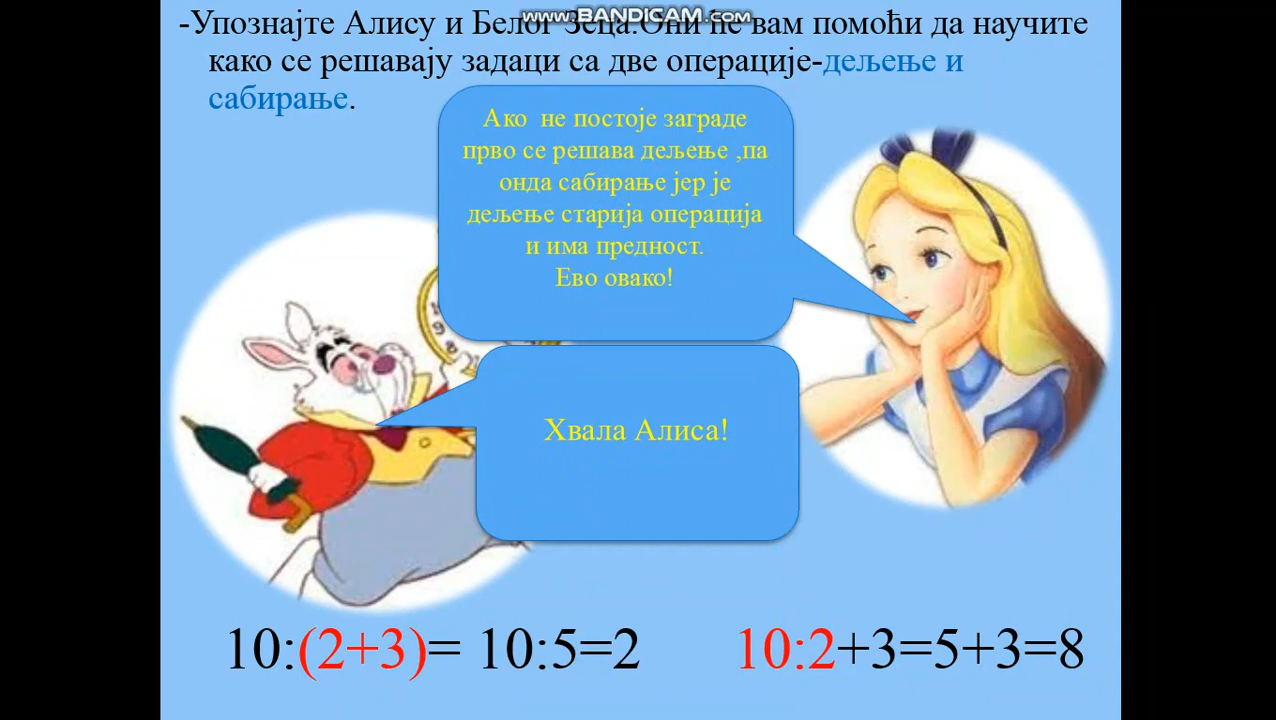 www.BANDICAM.com
-Упознајте Алису и Белог Зеца.Они ће вам помоћи да научите
како се решавају задаци са две операције-дељење и
сабирање.
Ако не постоје заграде
прво се решава дељење ,па
онда сабирање јер је
дељење старија операција
и има предност.
Ево овако!
Хвала Алиса!
10:(2+3)= 10:5=2
10:2+3=5+3=8